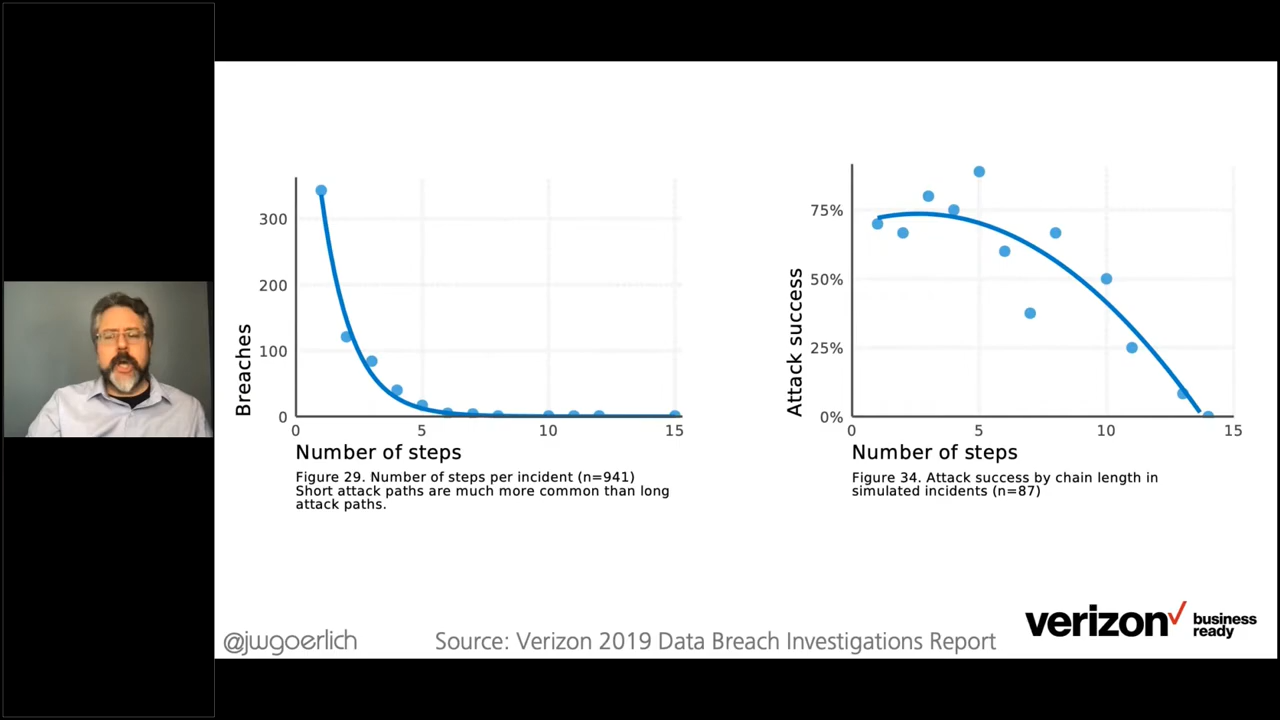 300
200
100
0
0
5
10
15
Breaches
Number of steps
Figure 29. Number of steps per incident (n=941)
Short attack paths are much more common than long
attack paths.
75%
50%
25%
0%
0
5
10
15
Attack success
Number of steps
Figure 34. Attack success by chain length in
simulated incidents (n=87)
@jwgoerlich
Source: Verizon 2019 Data Breach Investigations Report
verizon✓
business
ready